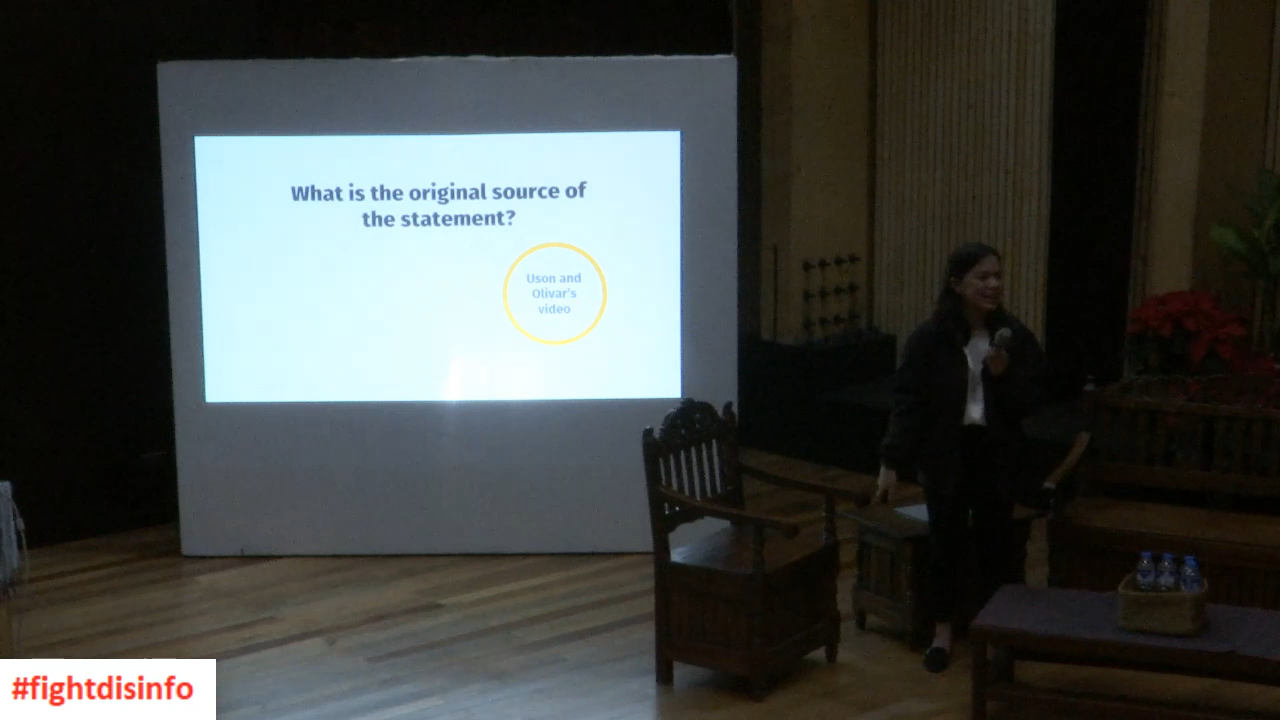 What is the original source of
the statement?
Uson and
Olivar's
video
#fightdisinfo